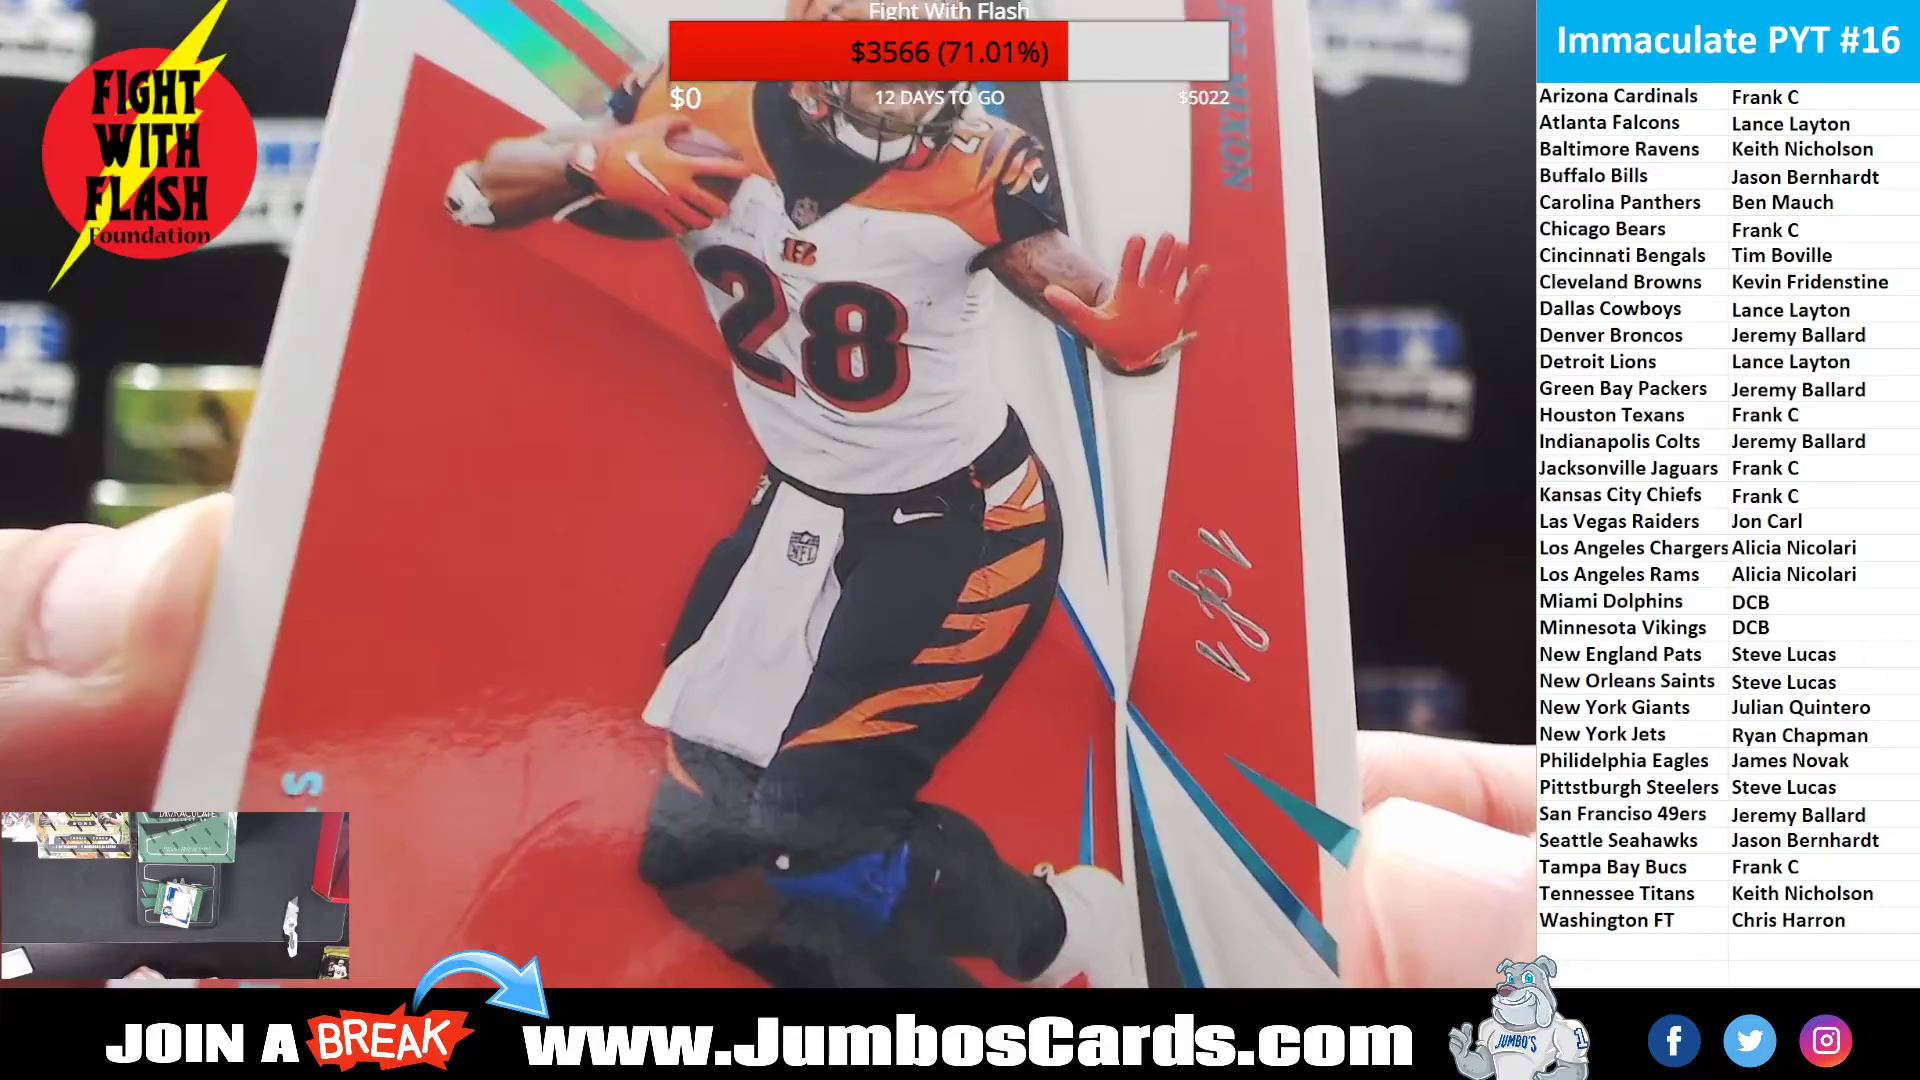 Fight With Flash
$3566 (71.01%)
$0
12 DAYS TO GO
$5022
FIGHT
WITH
FLASH
Foundation
JOE MIXON
28
NFL
1 of 1
S
Immaculate PYT #16
Arizona Cardinals Frank C
Atlanta Falcons Lance Layton
Baltimore Ravens Keith Nicholson
Buffalo Bills Jason Bernhardt
Carolina Panthers Ben Mauch
Chicago Bears Frank C
Cincinnati Bengals Tim Boville
Cleveland Browns Kevin Fridenstine
Dallas Cowboys Lance Layton
Denver Broncos Jeremy Ballard
Detroit Lions Lance Layton
Green Bay Packers Jeremy Ballard
Houston Texans Frank C
Indianapolis Colts Jeremy Ballard
Jacksonville Jaguars Frank C
Kansas City Chiefs Frank C
Las Vegas Raiders Jon Carl
Los Angeles Chargers Alicia Nicolari
Los Angeles Rams Alicia Nicolari
Miami Dolphins DCB
Minnesota Vikings DCB
New England Pats Steve Lucas
New Orleans Saints Steve Lucas
New York Giants Julian Quintero
New York Jets Ryan Chapman
Philidelphia Eagles James Novak
Pittsturgh Steelers Steve Lucas
San Franciso 49ers Jeremy Ballard
Seattle Seahawks Jason Bernhardt
Tampa Bay Bucs Frank C
Tennessee Titans Keith Nicholson
Washington FT Chris Harron
JOIN A BREAK
www.JumbosCards.com
JUMBO'S
1